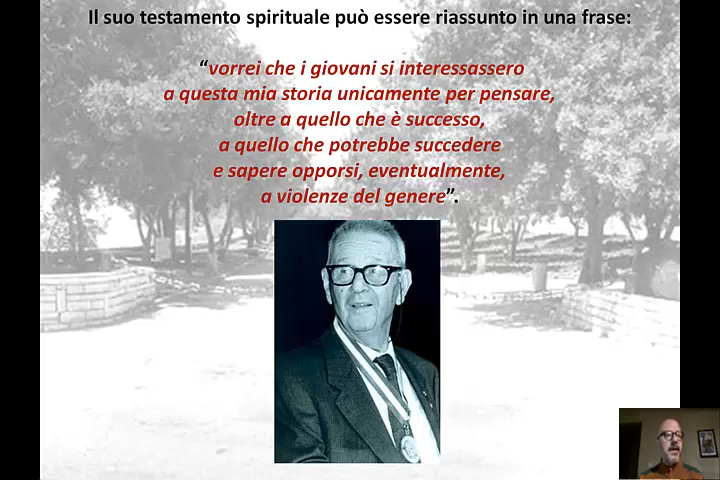 Il suo testamento spirituale può essere riassunto in una frase:
“vorrei che i giovani si interessassero
a questa mia storia unicamente per pensare,
oltre a quello che è successo,
a quello che potrebbe succedere
e sapere opporsi, eventualmente,
a violenze del genere”.